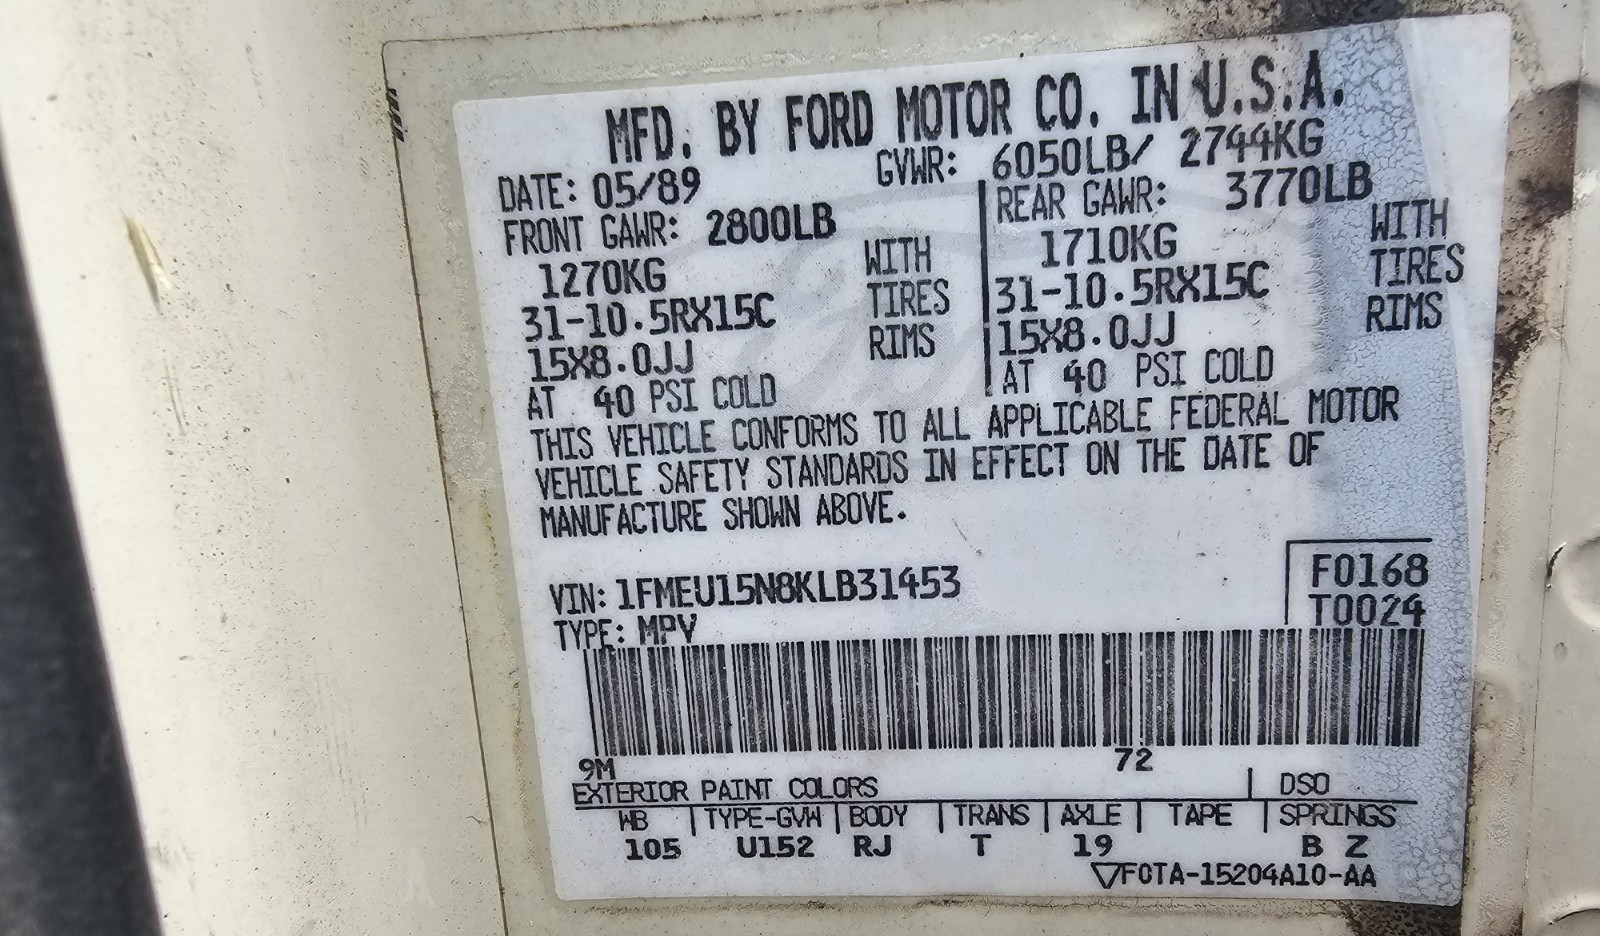 MFD. BY FORD MOTOR CO. IN U.S.A.
DATE: 05/89 GVWR: 6050LB/ 2744KG
FRONT GAWR: 2800LB REAR GAWR: 3770LB
1270KG WITH 1710KG WITH
31-10.5RX15C TIRES 31-10.5RX15C TIRES
15X8.0JJ RIMS 15X8.0JJ RIMS
AT 40 PSI COLD AT 40 PSI COLD
THIS VEHICLE CONFORMS TO ALL APPLICABLE FEDERAL MOTOR
VEHICLE SAFETY STANDARDS IN EFFECT ON THE DATE OF
MANUFACTURE SHOWN ABOVE.
F0168
VIN: 1FMEU15N8KLB31453 T0024
TYPE: MPV
9M 72
EXTERIOR PAINT COLORS DSO
WB TYPE-GVW BODY TRANS AXLE TAPE SPRINGS
105 U152 RJ T 19 B Z
▽FOTA-15204A10-AA